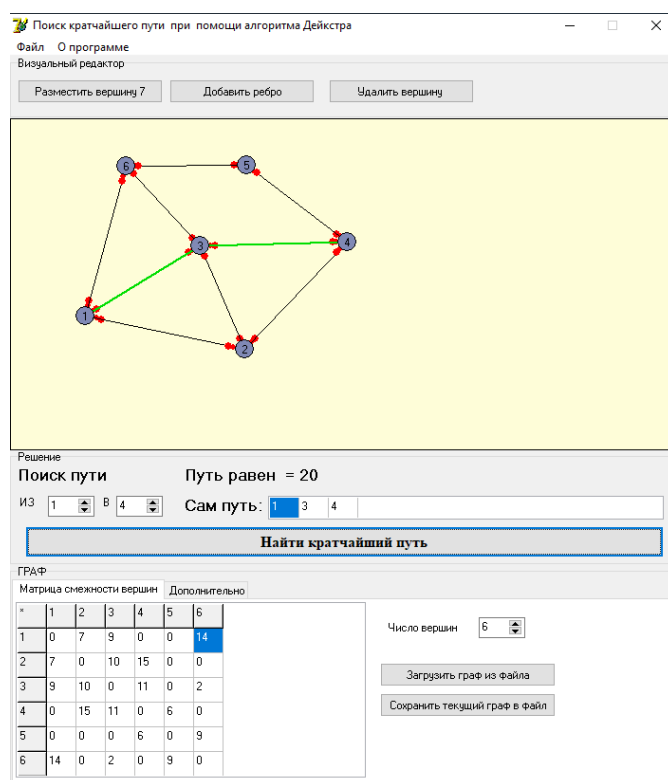 Поиск кратчайшего пути при помощи алгоритма Дейкстра
Файл О программе
Визуальный редактор
Разместить вершину 7 Добавить ребро Удалить вершину
6 5
3 4
1
2
Решение
Поиск пути Путь равен = 20
ИЗ 1 В 4 Сам путь: 1 3 4
Найти кратчайший путь
ГРАФ
Матрица смежности вершин Дополнительно
* 1 2 3 4 5 6
1 0 7 9 0 0 14
2 7 0 10 15 0 0
3 9 10 0 11 0 2
4 0 15 11 0 6 0
5 0 0 0 6 0 9
6 14 0 2 0 9 0
Число вершин 6
Загрузить граф из файла
Сохранить текущий граф в файл